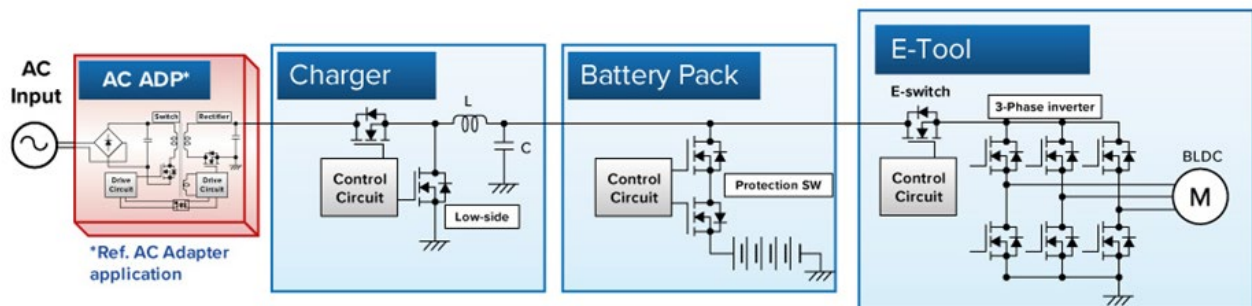 AC
Input
AC ADP*
Switch
Rectifier
Drive
Circuit
Drive
Circuit
*Ref. AC Adapter
application
Charger
L
C
Control
Circuit
Low-side
Battery Pack
Control
Circuit
Protection SW
E-Tool
E-switch
3-Phase inverter
Control
Circuit
BLDC
M